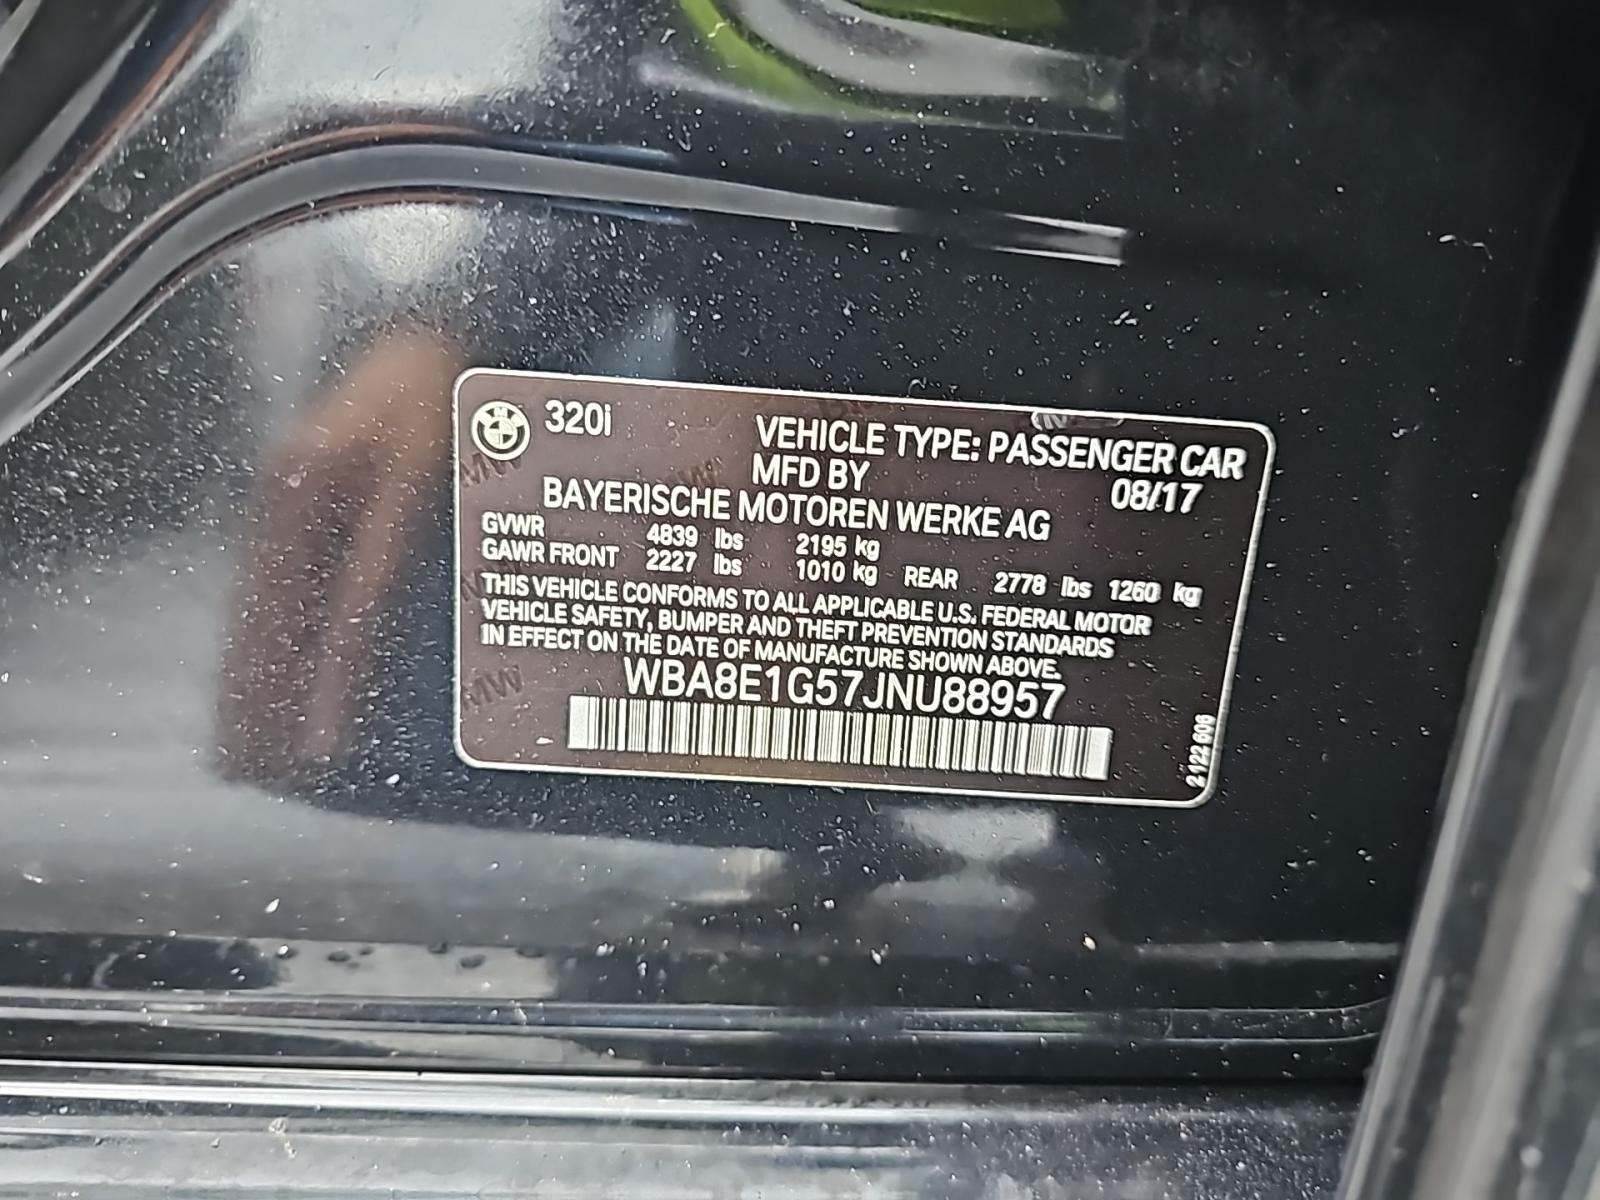 320i
VEHICLE TYPE: PASSENGER CAR
MFD BY 08/17
BAYERISCHE MOTOREN WERKE AG
GVWR 4839 lbs 2195 kg
GAWR FRONT 2227 lbs 1010 kg REAR 2778 lbs 1260 kg
THIS VEHICLE CONFORMS TO ALL APPLICABLE U.S. FEDERAL MOTOR
VEHICLE SAFETY, BUMPER AND THEFT PREVENTION STANDARDS
IN EFFECT ON THE DATE OF MANUFACTURE SHOWN ABOVE.
WBA8E1G57JNU88957
2122606